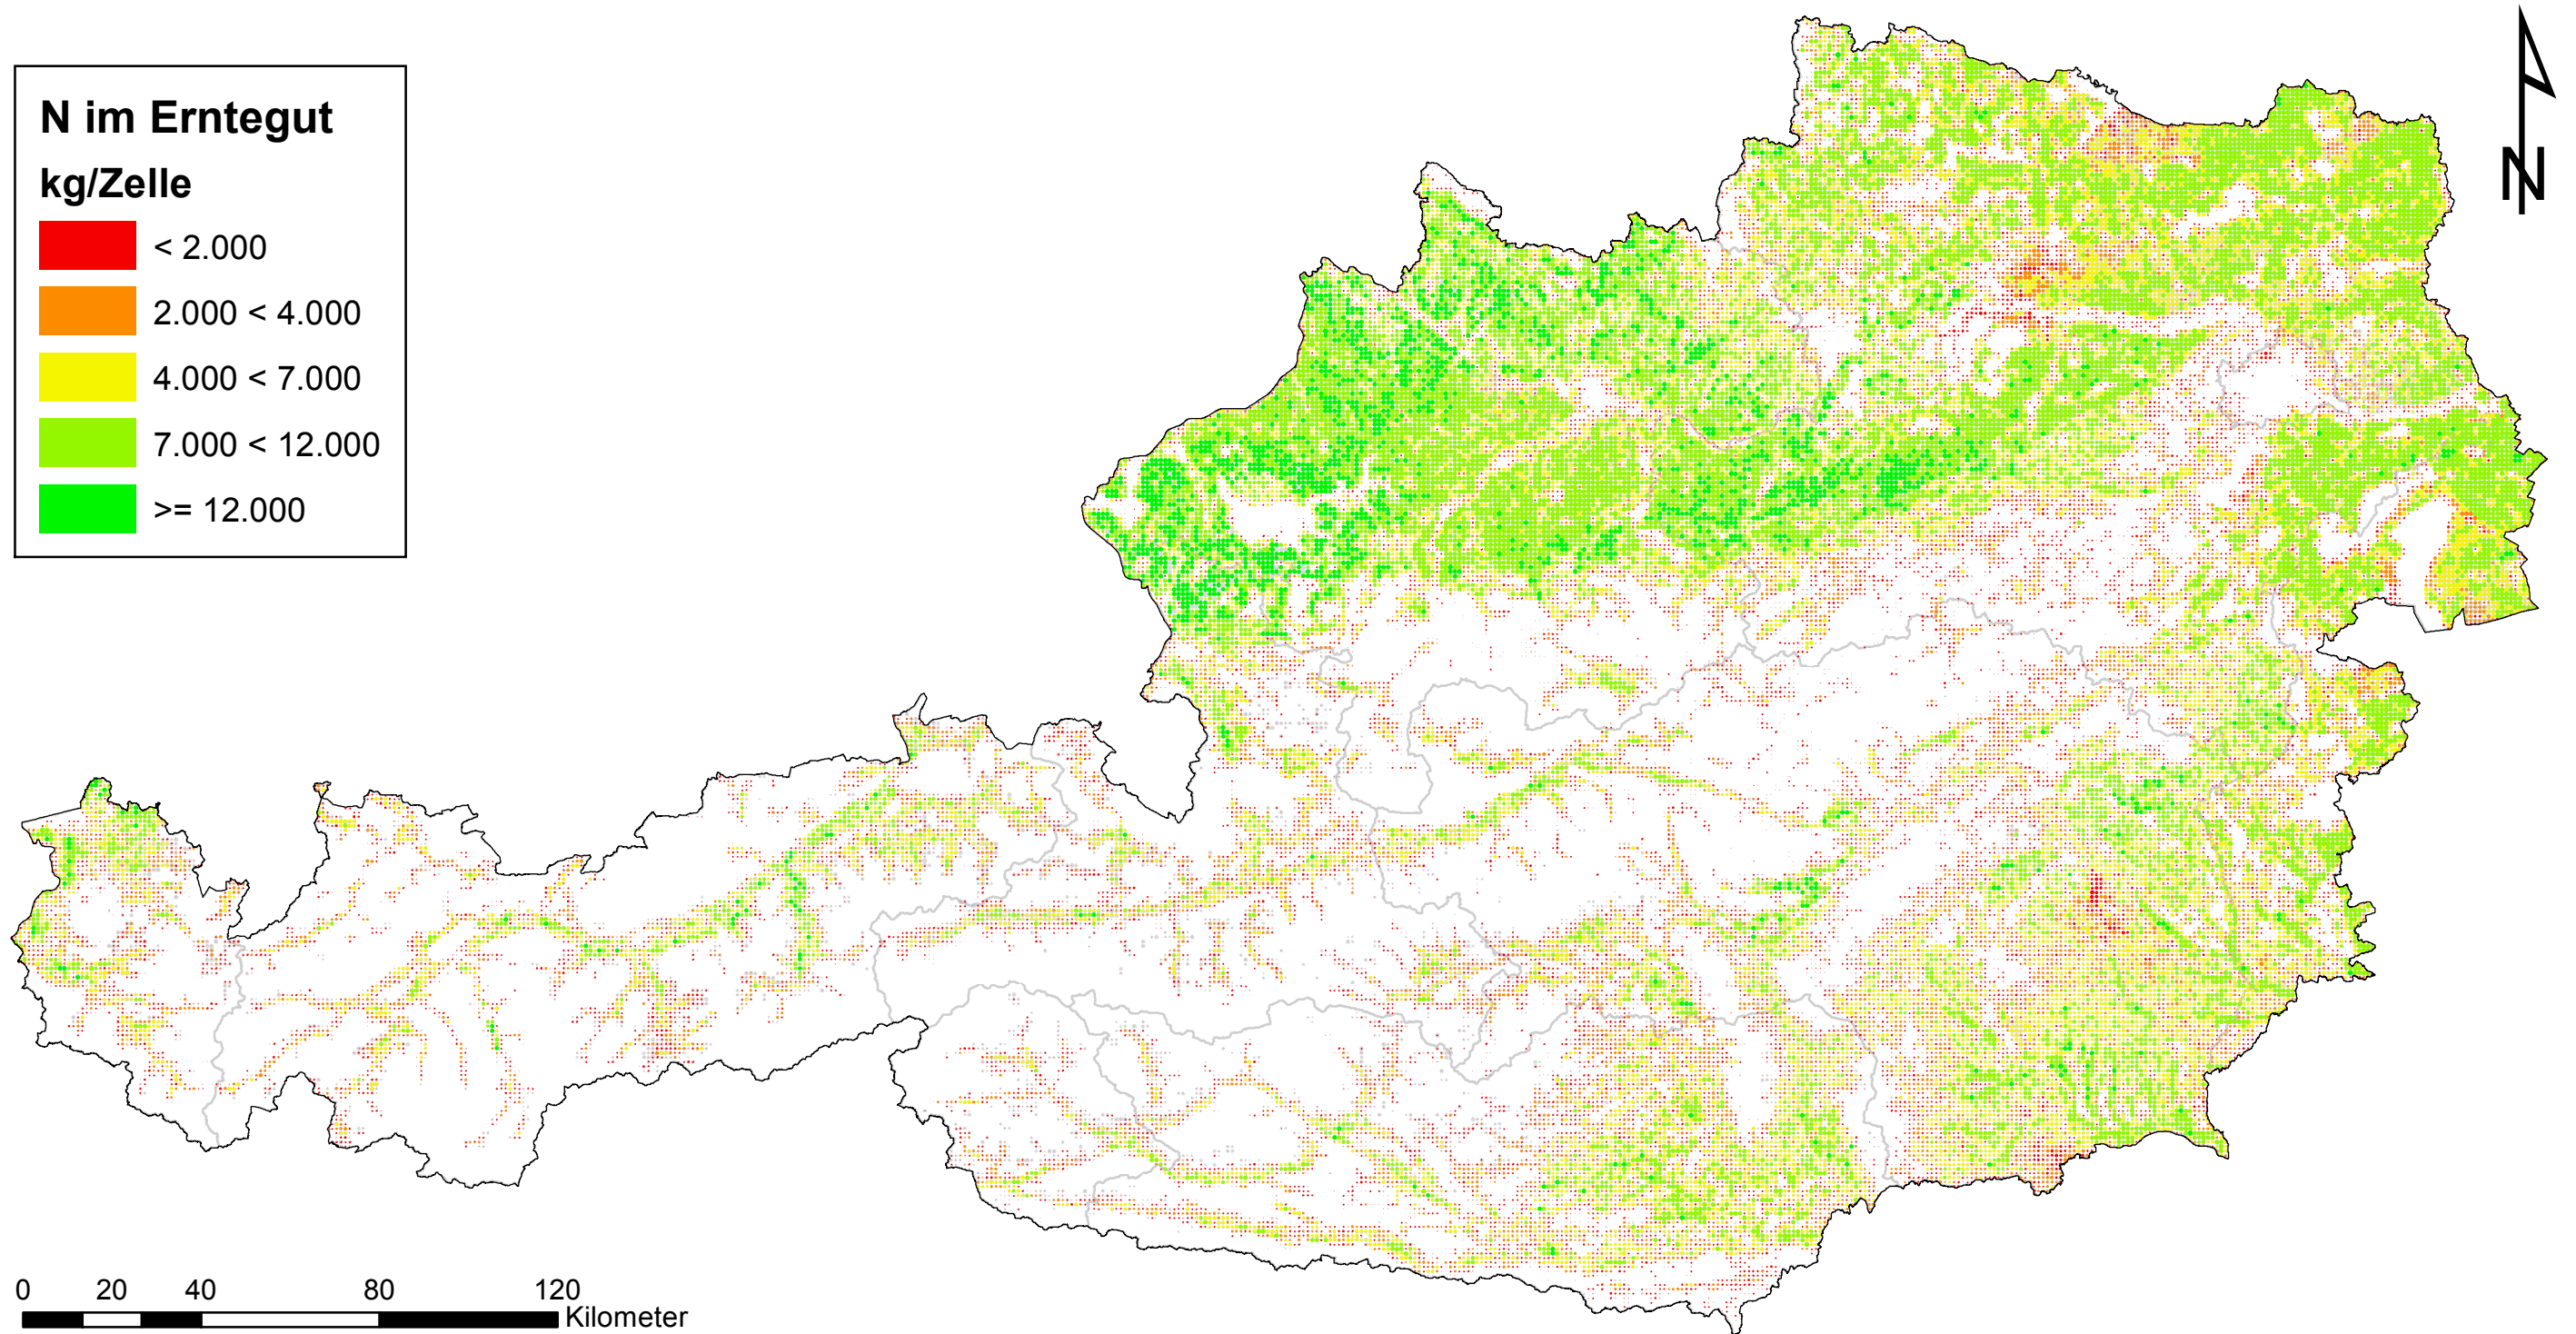 N im Erntegut
kg/Zelle
< 2.000
2.000 < 4.000
4.000 < 7.000
7.000 < 12.000
>= 12.000
N
0 20 40 80 120
Kilometer